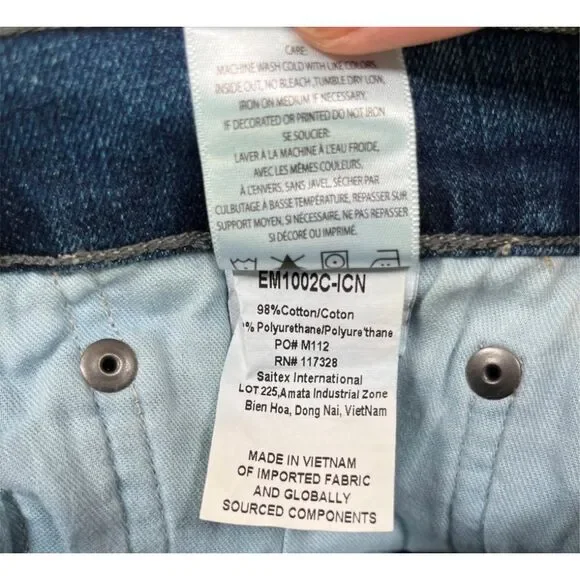 CARE:
MACHINE WASH COLD WITH LIKE COLORS,
INSIDE OUT, NO BLEACH, TUMBLE DRY LOW,
IRON ON MEDIUM IF NECESSARY.
IF DECORATED OR PRINTED DO NOT IRON
SE SOUCIER:
LAVER À LA MACHINE À L'EAU FROIDE,
AVEC LES MÊMES COULEURS,
À L'ENVERS, SANS JAVEL, SÉCHER PAR
CULBUTAGE À BASSE TEMPÉRATURE, REPASSER SUR
SUPPORT MOYEN, SI NÉCESSAIRE, NE PAS REPASSER
SI DÉCORÉ OU IMPRIMÉ.
EM1002C-ICN
98%Cotton/Coton
% Polyurethane/Polyure'thane
PO# M112
RN# 117328
Saitex International
LOT 225,Amata Industrial Zone
Bien Hoa, Dong Nai, VietNam
MADE IN VIETNAM
OF IMPORTED FABRIC
AND GLOBALLY
SOURCED COMPONENTS